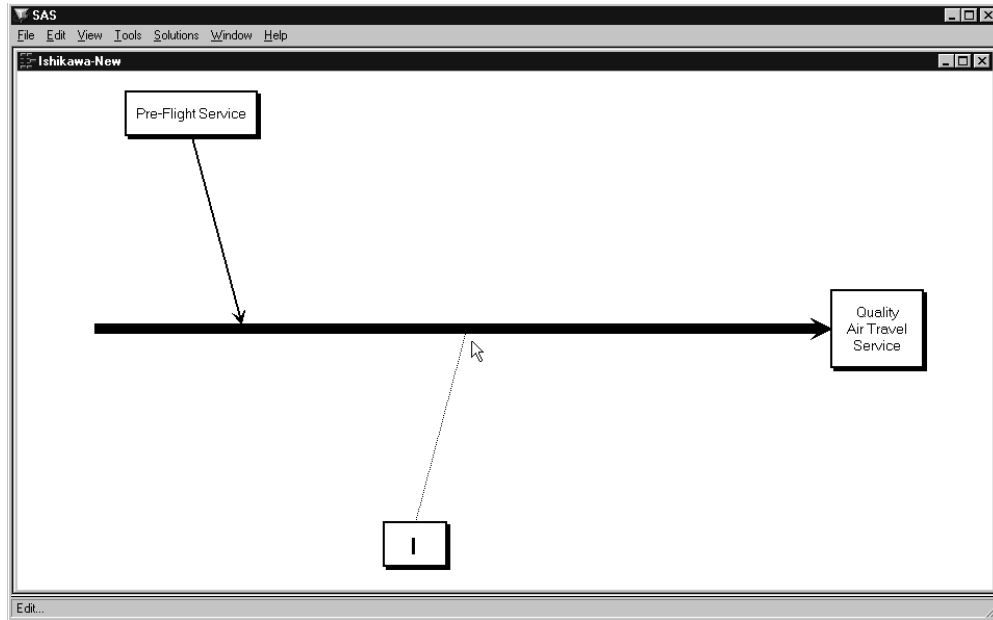 SAS
File Edit View Tools Solutions Window Help
Ishikawa-New
Pre-Flight Service
Quality
Air Travel
Service
Edit...